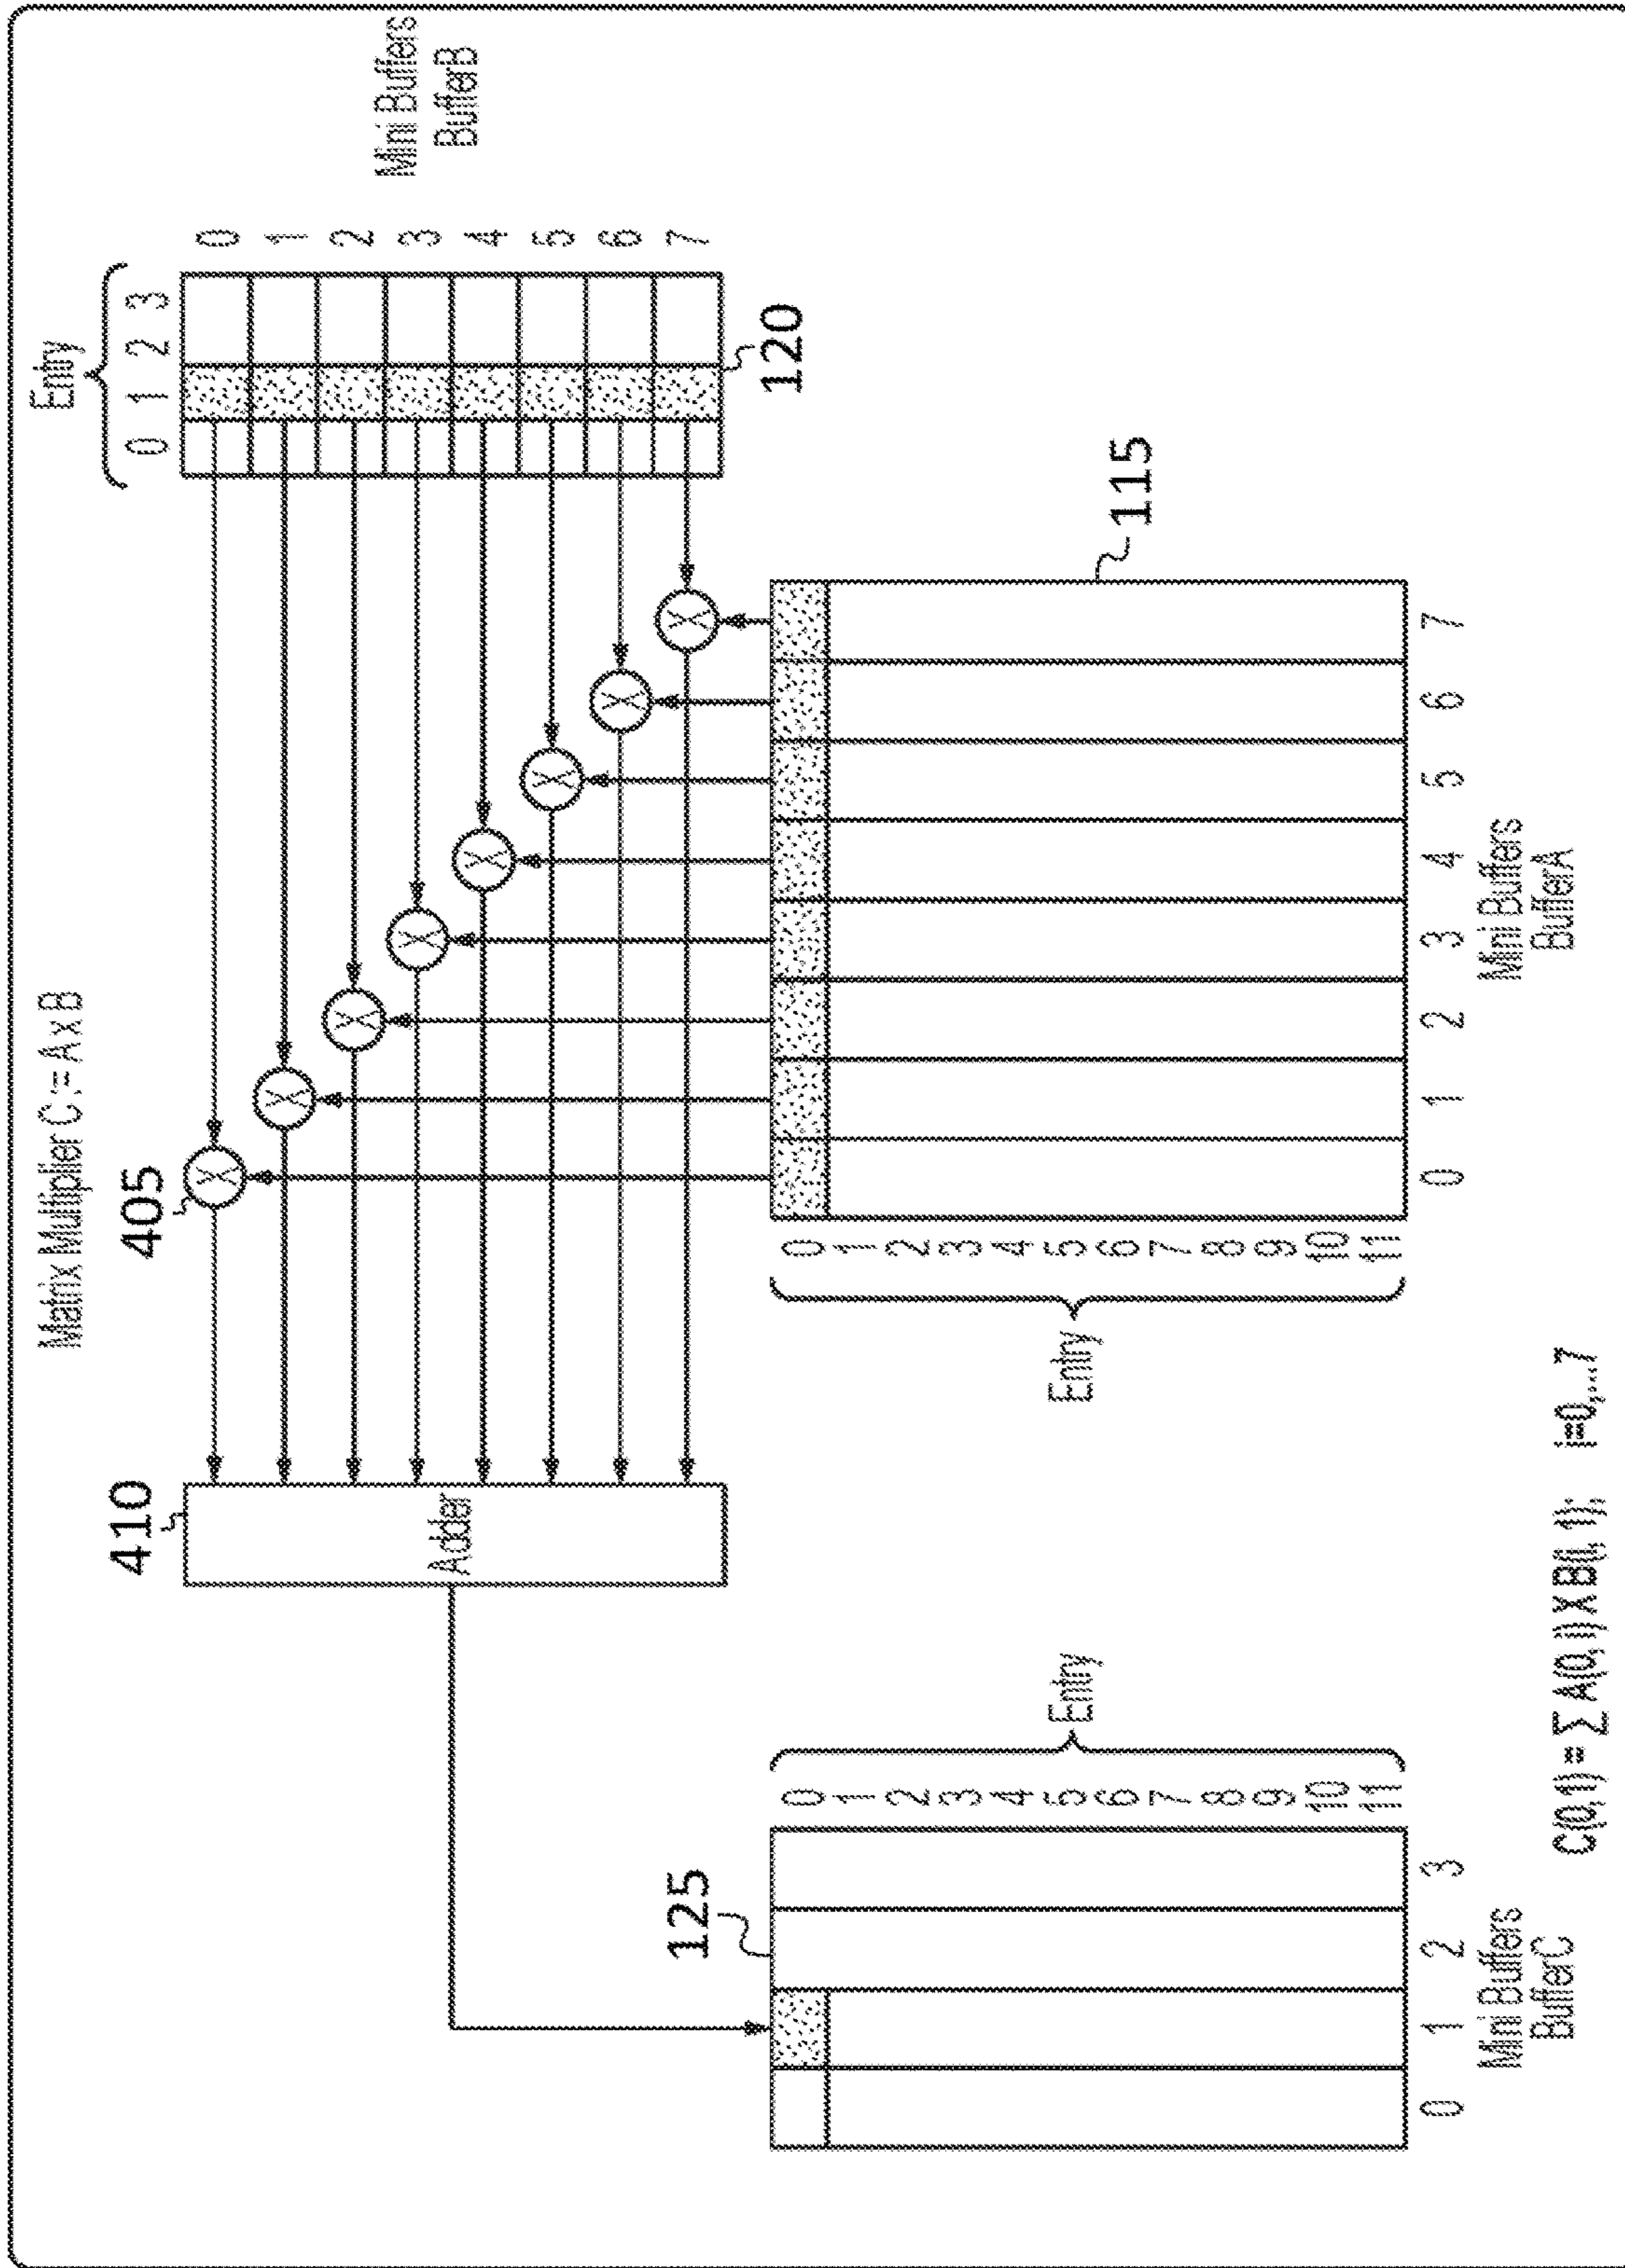 Matrix Multiplier C := A x B
410
405
Adder
Entry
0 1 2 3
0
1
2
3
4
5
6
7
Mini Buffers
Buffer B
120
125
115
0
1
2
3
4
5
6
7
8
9
10
11
Entry
0 1 2 3
Mini Buffers
Buffer C
Entry
0
1
2
3
4
5
6
7
8
9
10
11
0 1 2 3 4 5 6 7
Mini Buffers
Buffer A
X
X
X
X
X
X
X
X
C(0,1) = ∑ A(0, i) X B(i, 1); i=0,...7